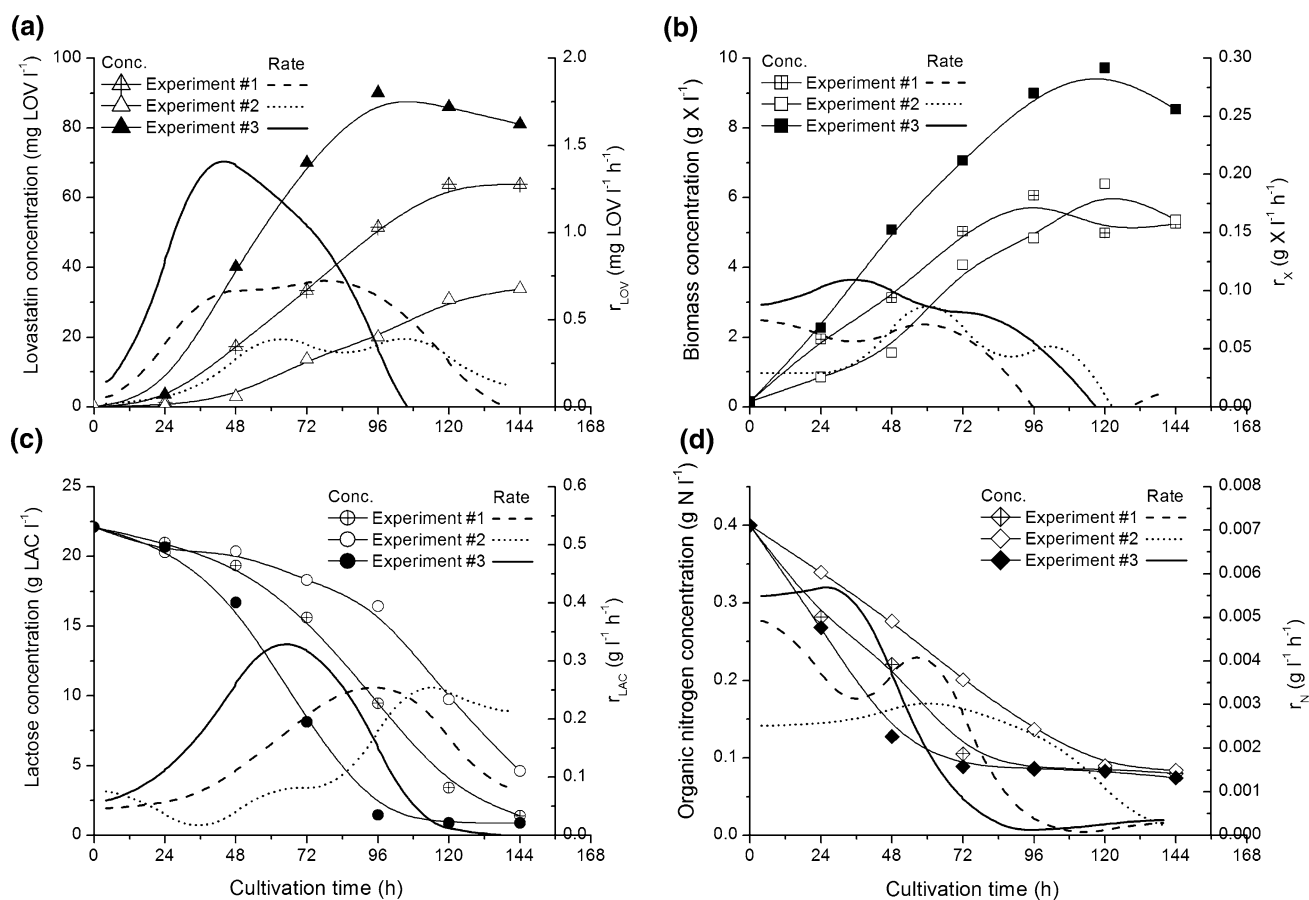 (a)
Lovastatin concentration (mg LOV l⁻¹)
100
80
60
40
20
0
Conc. Rate
Experiment #1
Experiment #2
Experiment #3
2.0
1.5
1.0
0.5
0.0
r_LOV (mg LOV l⁻¹ h⁻¹)
0 24 48 72 96 120 144 168
(b)
Biomass concentration (g X l⁻¹)
10
8
6
4
2
0
Conc. Rate
Experiment #1
Experiment #2
Experiment #3
0.30
0.25
0.20
0.15
0.10
0.05
0.00
r_X (g X l⁻¹ h⁻¹)
0 24 48 72 96 120 144 168
(c)
Lactose concentration (g LAC l⁻¹)
25
20
15
10
5
0
Conc. Rate
Experiment #1
Experiment #2
Experiment #3
0.6
0.5
0.4
0.3
0.2
0.1
0.0
r_LAC (g l⁻¹ h⁻¹)
0 24 48 72 96 120 144 168
Cultivation time (h)
(d)
Organic nitrogen concentration (g N l⁻¹)
0.4
0.3
0.2
0.1
0.0
Conc. Rate
Experiment #1
Experiment #2
Experiment #3
0.008
0.007
0.006
0.005
0.004
0.003
0.002
0.001
0.000
r_N (g l⁻¹ h⁻¹)
0 24 48 72 96 120 144 168
Cultivation time (h)